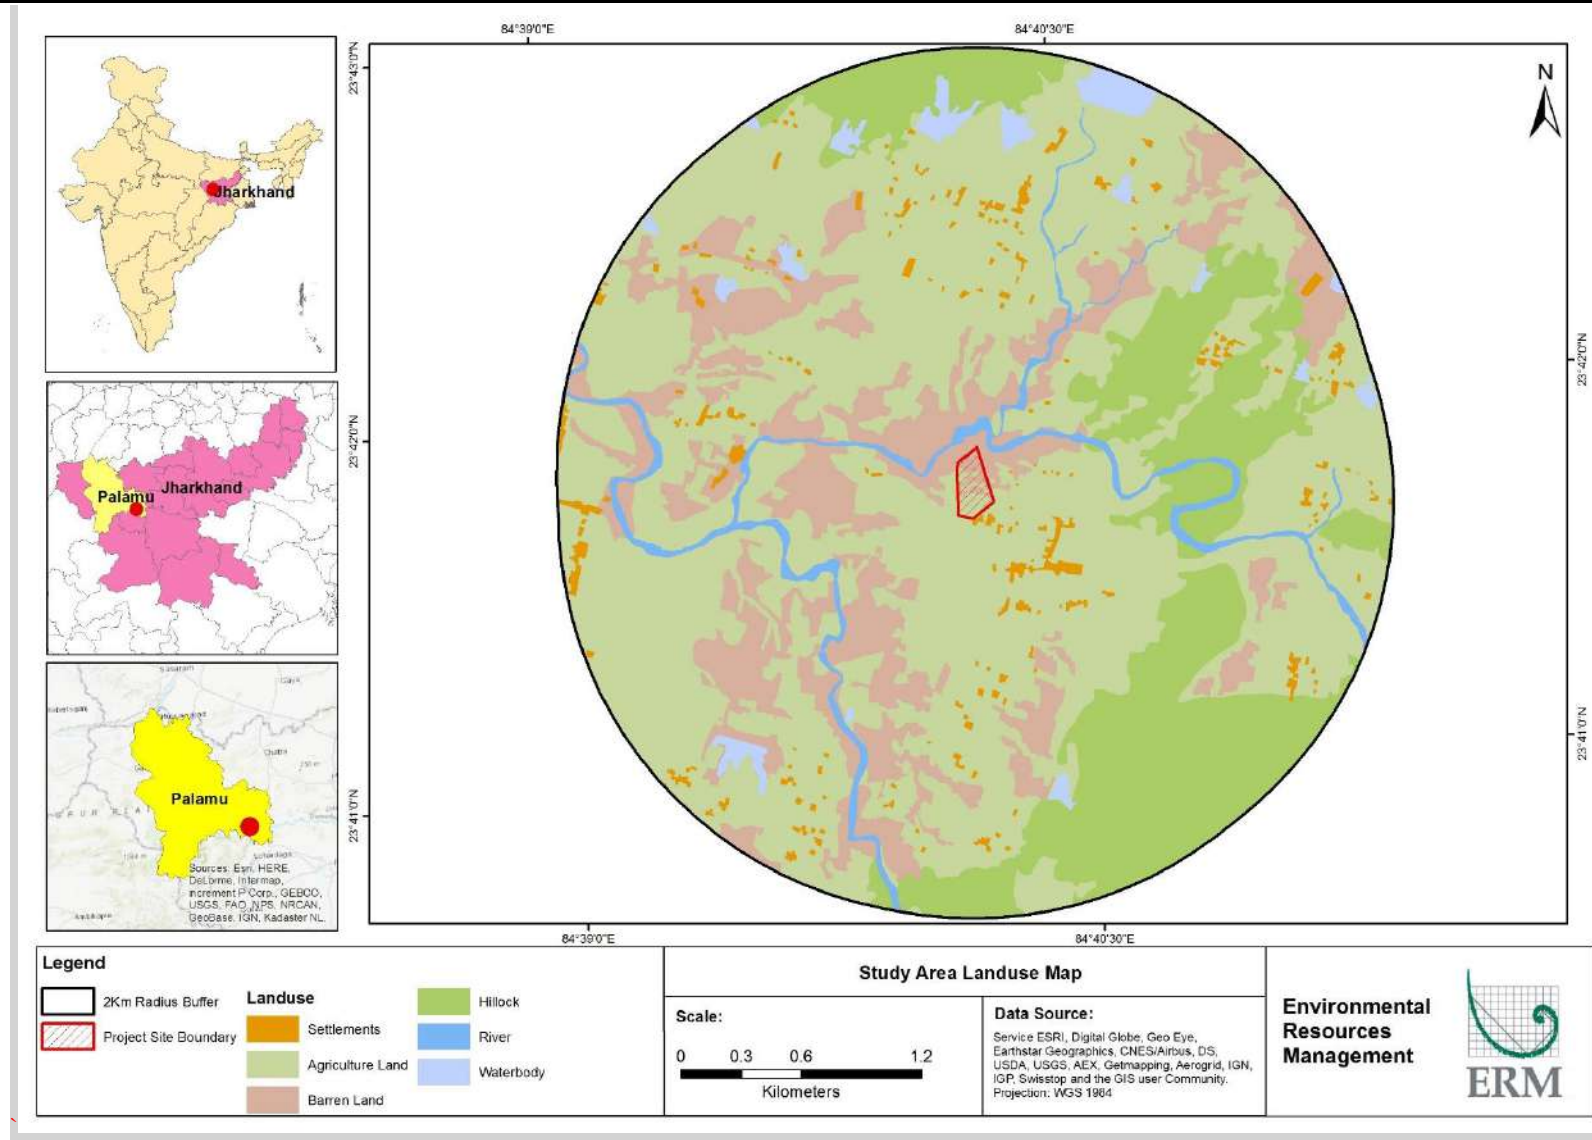 84°39'0"E
84°40'30"E
23°43'0"N
N
Jharkhand
23°42'0"N
23°42'0"N
Jharkhand
Palamu
23°41'0"N
Palamu
23°41'0"N
Sources: Esri, HERE,
DeLorme, Intermap,
increment P Corp., GEBCO,
USGS, FAO, NPS, NRCAN,
GeoBase, IGN, Kadaster NL,
84°39'0"E
84°40'30"E
Legend
2Km Radius Buffer
Project Site Boundary
Landuse
Settlements
Agriculture Land
Barren Land
Hillock
River
Waterbody
Study Area Landuse Map
Scale:
0 0.3 0.6 1.2
Kilometers
Data Source:
Service ESRI, Digital Globe, Geo Eye,
Earthstar Geographics, CNES/Airbus, DS,
USDA, USGS, AEX, Getmapping, Aerogrid, IGN,
IGP, Swisstop and the GIS user Community.
Projection: WGS 1984
Environmental
Resources
Management
ERM